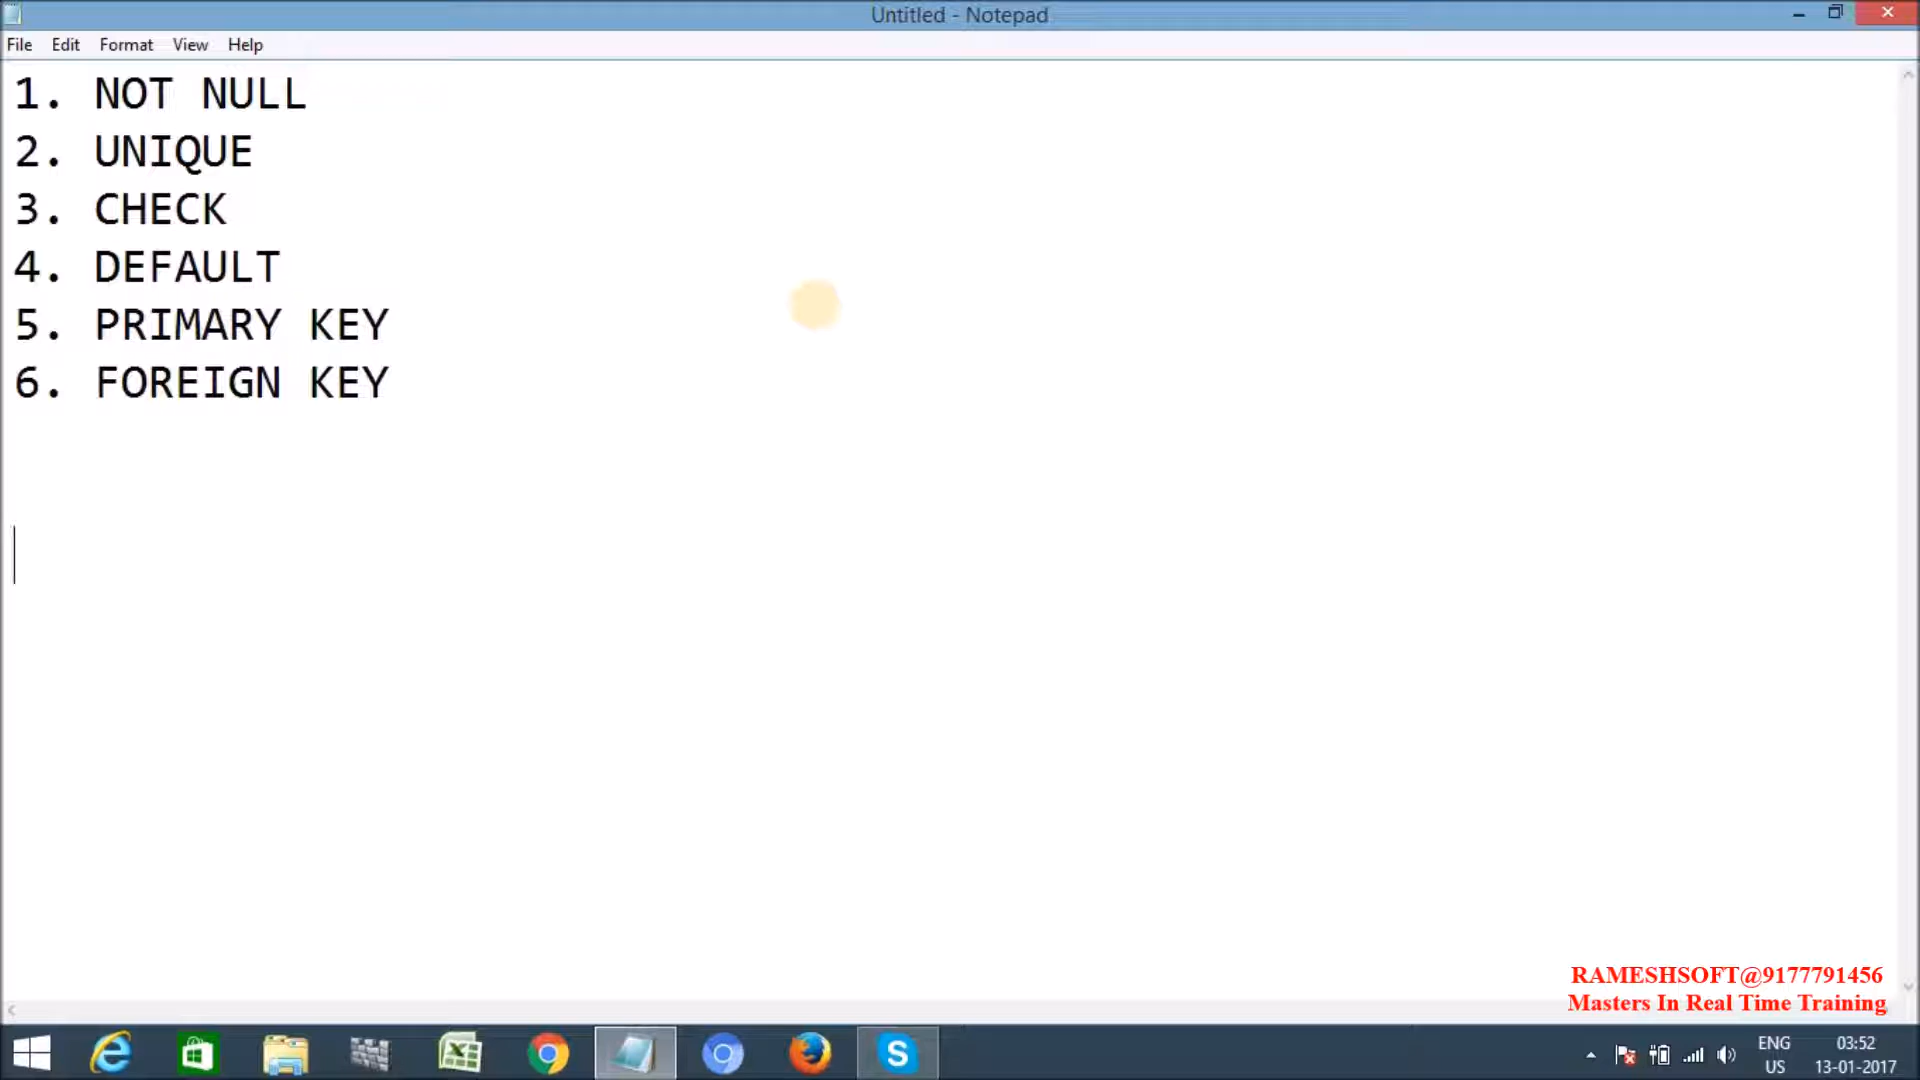 Untitled - Notepad
File Edit Format View Help
1. NOT NULL
2. UNIQUE
3. CHECK
4. DEFAULT
5. PRIMARY KEY
6. FOREIGN KEY
RAMESHSOFT@9177791456
Masters In Real Time Training
ENG 03:52
US 13-01-2017